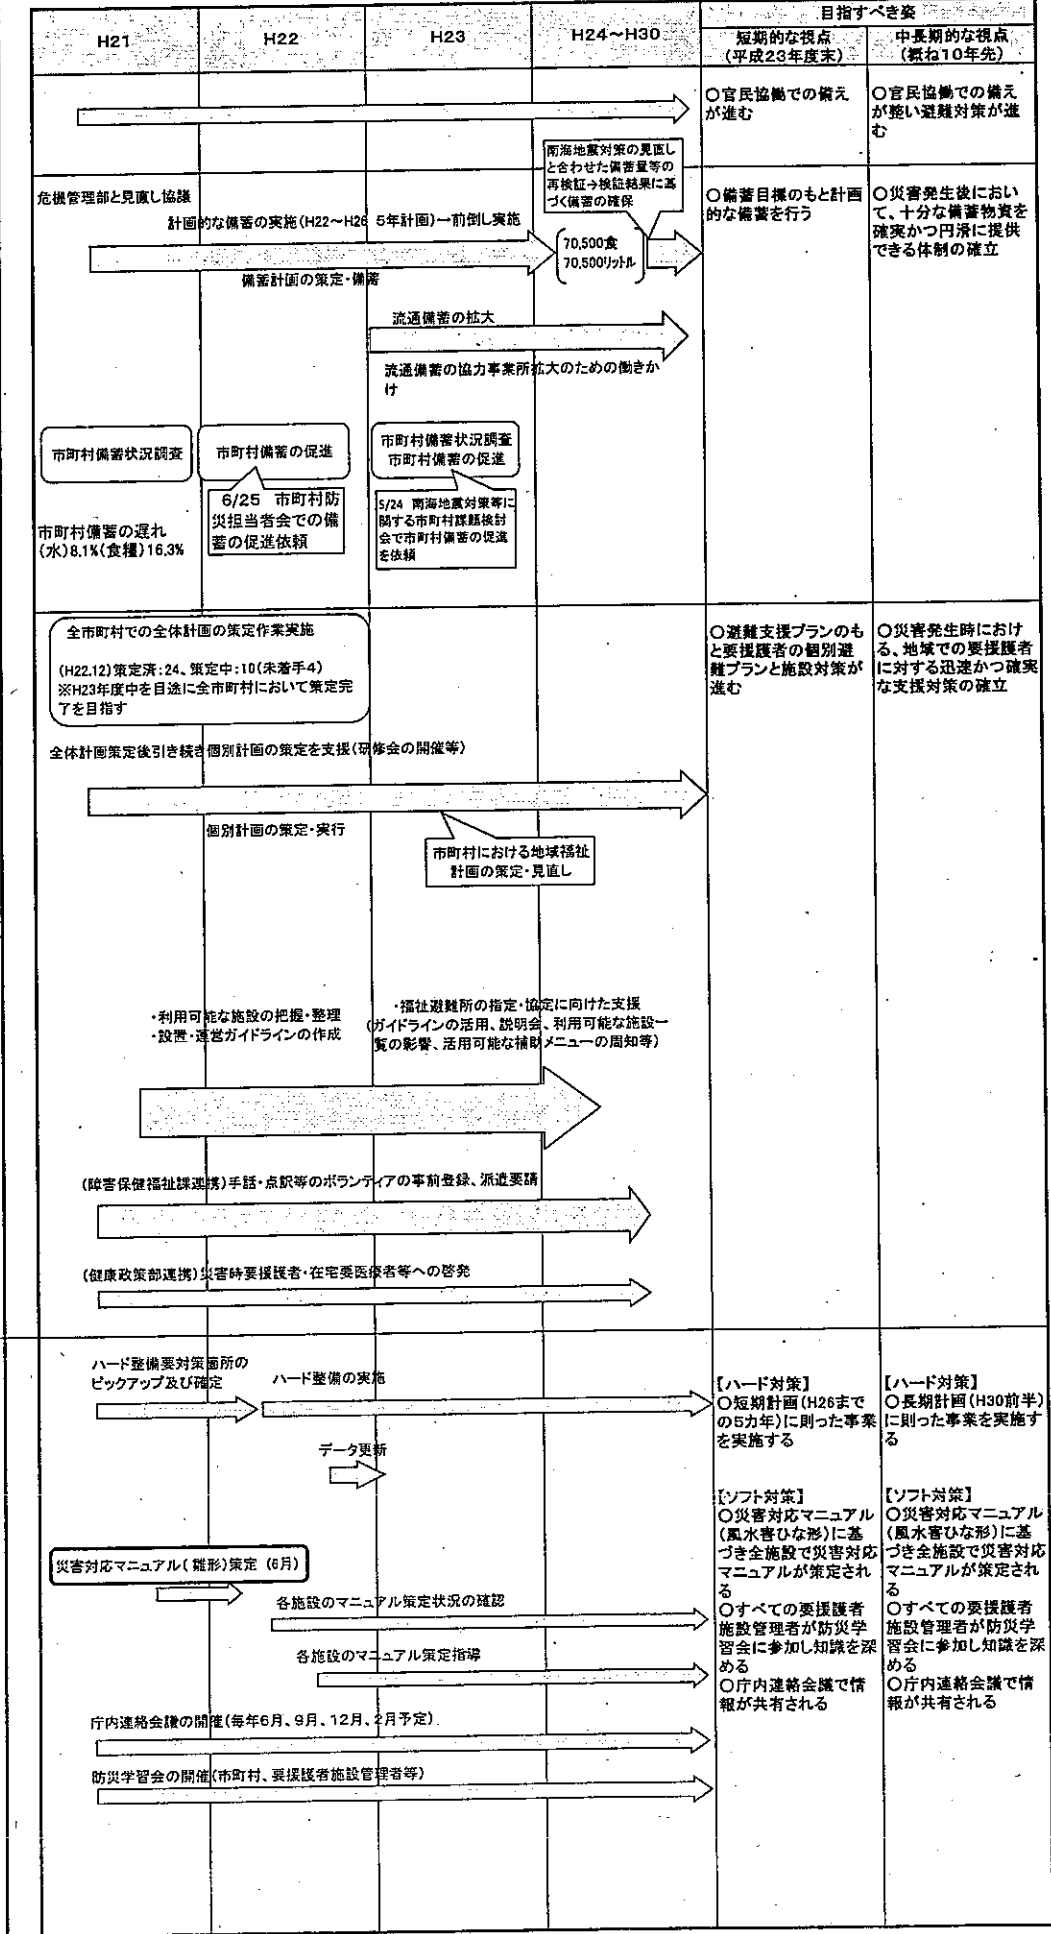 目指すべき姿
H21
H22
H23
H24～H30
短期的な視点
(平成23年度末)
中長期的な視点
(概ね10年先)
〇官民協働での備え
が進む
〇官民協働での備え
が整い避難対策が進
む
南海地震対策の見直し
と合わせた備蓄量等の
再検証→検証結果に基
づく備蓄の確保
危機管理部と見直し協議
計画的な備蓄の実施(H22～H26 5年計画)ー前倒し実施
70,500食
70,500リットル
備蓄計画の策定・備蓄
〇備蓄目標のもと計画
的な備蓄を行う
〇災害発生後におい
て、十分な備蓄物資を
確実かつ円滑に提供
できる体制の確立
流通備蓄の拡大
流通備蓄の協力事業所拡大のための働きか
け
市町村備蓄状況調査
市町村備蓄の促進
市町村備蓄状況調査
市町村備蓄の促進
6/25 市町村防
災担当者会での備
蓄の促進依頼
5/24 南海地震対策等に
関する市町村課題検討
会で市町村備蓄の促進
を依頼
市町村備蓄の遅れ
(水)8.1%(食糧)16.3%
全市町村での全体計画の策定作業実施
(H22.12)策定済:24、策定中:10(未着手4)
※H23年度中を目途に全市町村において策定完
了を目指す
〇避難支援プランのも
と要援護者の個別避
難プランと施設対策が
進む
〇災害発生時におけ
る、地域での要援護者
に対する迅速かつ確実
な支援対策の確立
全体計画策定後引き続き個別計画の策定を支援(研修会の開催等)
個別計画の策定・実行
市町村における地域福祉
計画の策定・見直し
・利用可能な施設の把握・整理
・設置・運営ガイドラインの作成
・福祉避難所の指定・協定に向けた支援
(ガイドラインの活用、説明会、利用可能な施設一
覧の影響、活用可能な補助メニューの周知等)
(障害保健福祉課連携)手話・点訳等のボランティアの事前登録、派遣要請
(健康政策部連携)災害時要援護者・在宅要医療者等への啓発
ハード整備要対策箇所の
ピックアップ及び確定
ハード整備の実施
データ更新
【ハード対策】
〇短期計画(H26まで
の5カ年)に則った事業
を実施する
【ハード対策】
〇長期計画(H30前半)
に則った事業を実施す
る
災害対応マニュアル(雛形)策定 (6月)
各施設のマニュアル策定状況の確認
各施設のマニュアル策定指導
庁内連絡会議の開催(毎年6月、9月、12月、2月予定)
防災学習会の開催(市町村、要援護者施設管理者等)
【ソフト対策】
〇災害対応マニュアル
(風水害ひな形)に基
づき全施設で災害対応
マニュアルが策定され
る
〇すべての要援護者
施設管理者が防災学
習会に参加し知識を深
める
〇庁内連絡会議で情
報が共有される
【ソフト対策】
〇災害対応マニュアル
(風水害ひな形)に基
づき全施設で災害対応
マニュアルが策定され
る
〇すべての要援護者
施設管理者が防災学
習会に参加し知識を深
める
〇庁内連絡会議で情
報が共有される